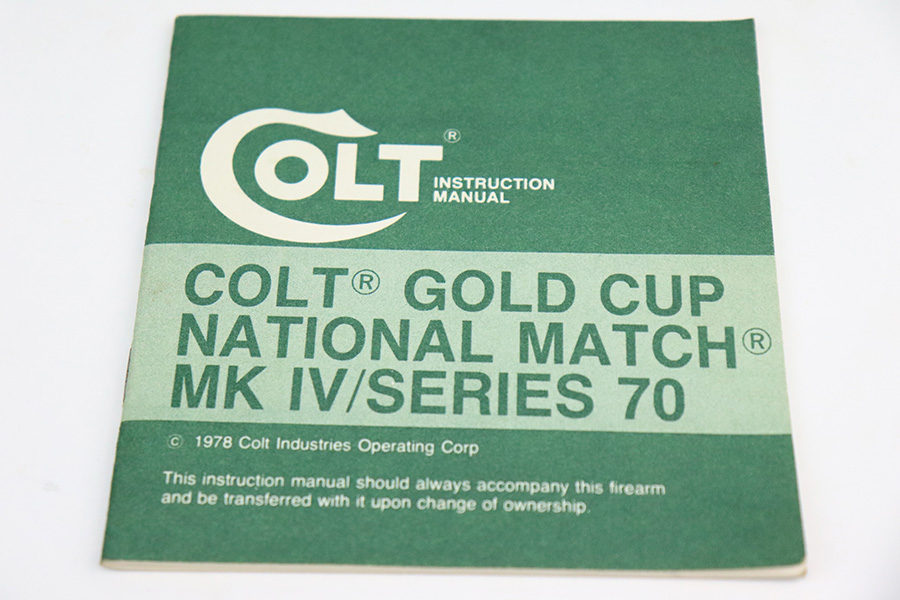 COLT®
INSTRUCTION
MANUAL
COLT® GOLD CUP
NATIONAL MATCH®
MK IV/SERIES 70
© 1978 Colt Industries Operating Corp
This instruction manual should always accompany this firearm
and be transferred with it upon change of ownership.